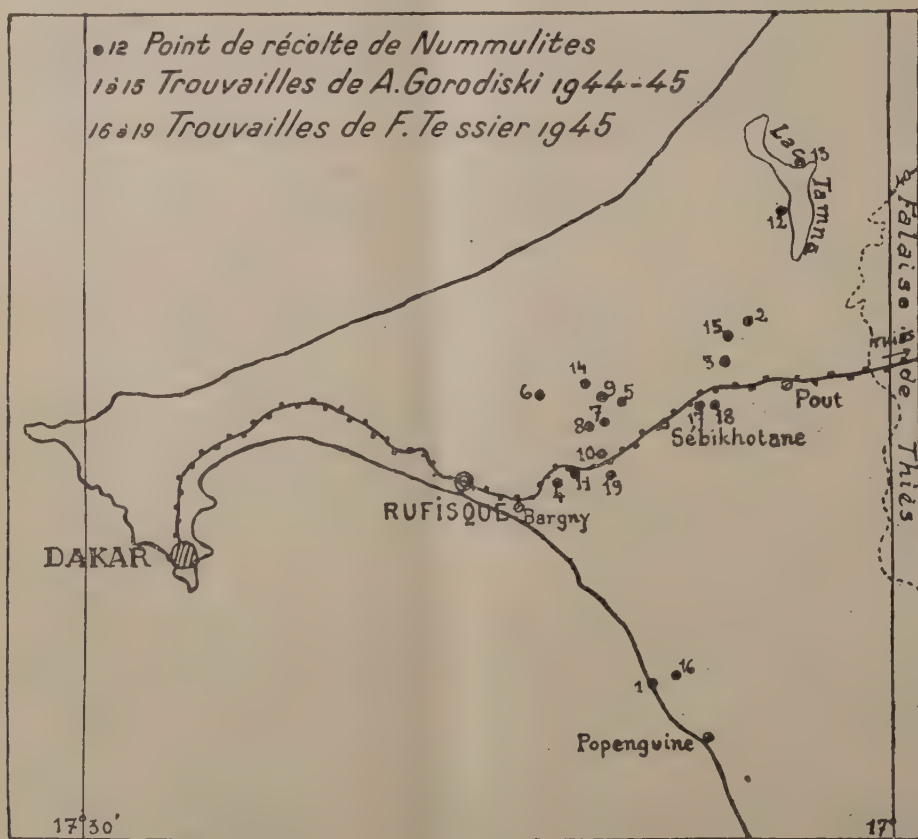 •12 Point de récolte de Nummulites
1 à 15 Trouvailles de A.Gorodiski 1944-45
16 à 19 Trouvailles de F. Tessier 1945
Lac
Tamna
13
12
Falaise de Thiès
2
15
3
14
6
9
5
7
8
Pout
17
18
Sébikhotane
10
11
4
19
RUFISQUE
Bargny
DAKAR
16
1
Popenguine
17°30'
17°